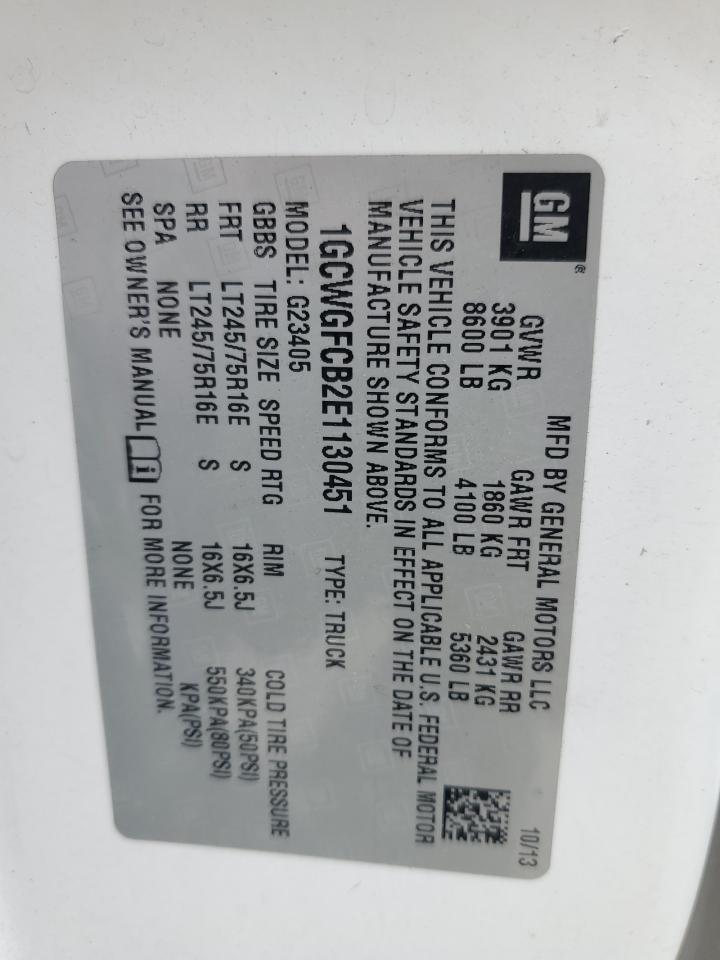 GM®
MFD BY GENERAL MOTORS LLC 10/13
GVWR GAWR FRT GAWR RR
3901 KG 1860 KG 2431 KG
8600 LB 4100 LB 5360 LB
THIS VEHICLE CONFORMS TO ALL APPLICABLE U.S. FEDERAL MOTOR
VEHICLE SAFETY STANDARDS IN EFFECT ON THE DATE OF
MANUFACTURE SHOWN ABOVE.
1GCWGFCB2E1130451 TYPE: TRUCK
MODEL: G23405
GBBS TIRE SIZE SPEED RTG RIM COLD TIRE PRESSURE
FRT LT245/75R16E S 16X6.5J 340KPA(50PSI)
RR LT245/75R16E S 16X6.5J 550KPA(80PSI)
SPA NONE NONE KPA(PSI)
SEE OWNER'S MANUAL FOR MORE INFORMATION.